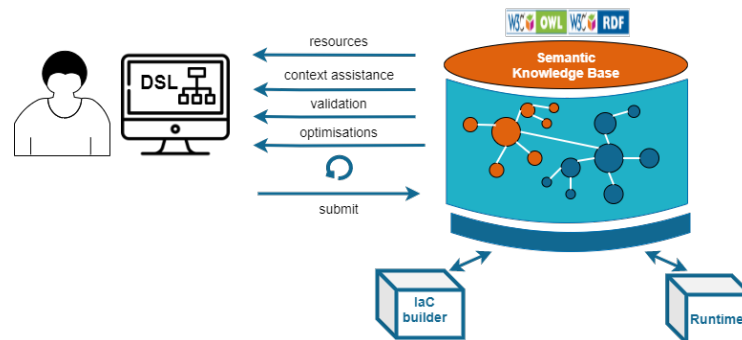 W3C OWL W3C RDF
Semantic
Knowledge Base
resources
context assistance
validation
optimisations
submit
DSL
IaC
builder
Runtime